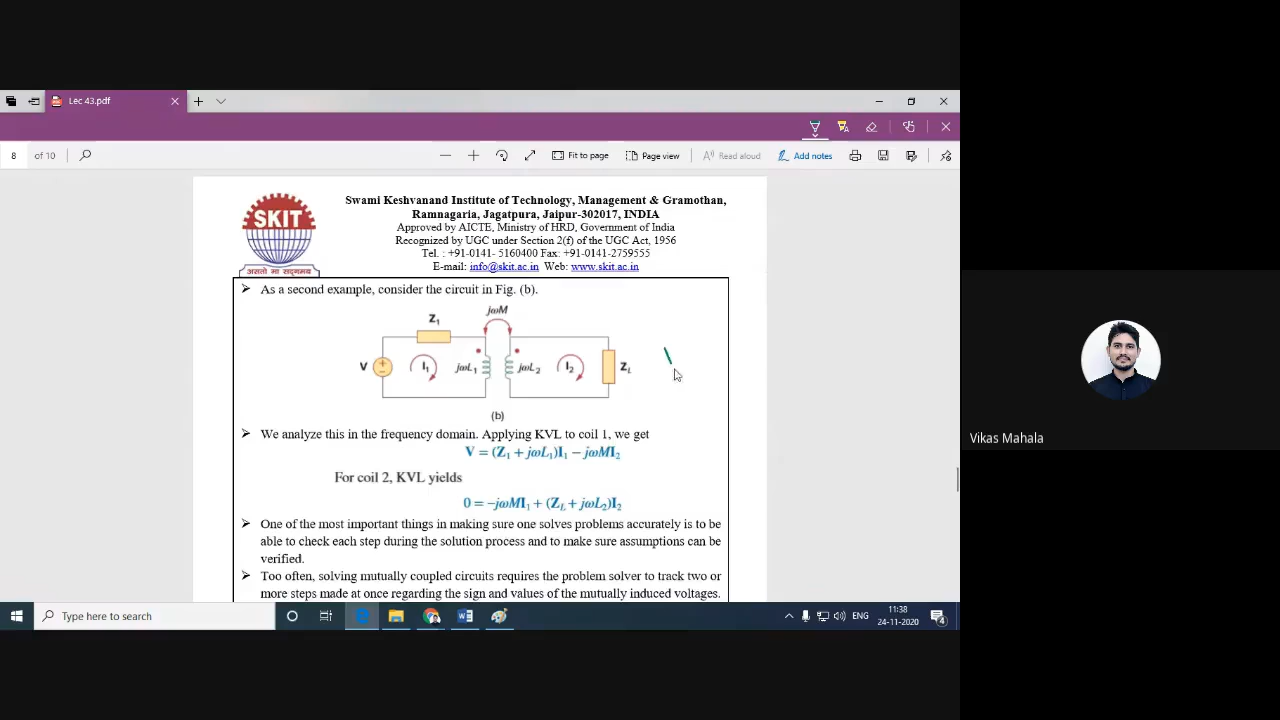 Lec 43.pdf
8 of 10
Fit to page
Page view
Read aloud
Add notes
SKIT
असतो मा सद्गमय
Swami Keshvanand Institute of Technology, Management & Gramothan,
Ramnagaria, Jagatpura, Jaipur-302017, INDIA
Approved by AICTE, Ministry of HRD, Government of India
Recognized by UGC under Section 2(f) of the UGC Act, 1956
Tel. : +91-0141- 5160400 Fax: +91-0141-2759555
E-mail: info@skit.ac.in Web: www.skit.ac.in
➢ As a second example, consider the circuit in Fig. (b).
jωM
Z₁
V I₁ jωL₁ jωL₂ I₂ Z_L
(b)
➢ We analyze this in the frequency domain. Applying KVL to coil 1, we get
V = (Z₁ + jωL₁)I₁ − jωMI₂
For coil 2, KVL yields
0 = −jωMI₁ + (Z_L + jωL₂)I₂
➢ One of the most important things in making sure one solves problems accurately is to be
able to check each step during the solution process and to make sure assumptions can be
verified.
➢ Too often, solving mutually coupled circuits requires the problem solver to track two or
more steps made at once regarding the sign and values of the mutually induced voltages.
Vikas Mahala
Type here to search
ENG
11:38
24-11-2020
4